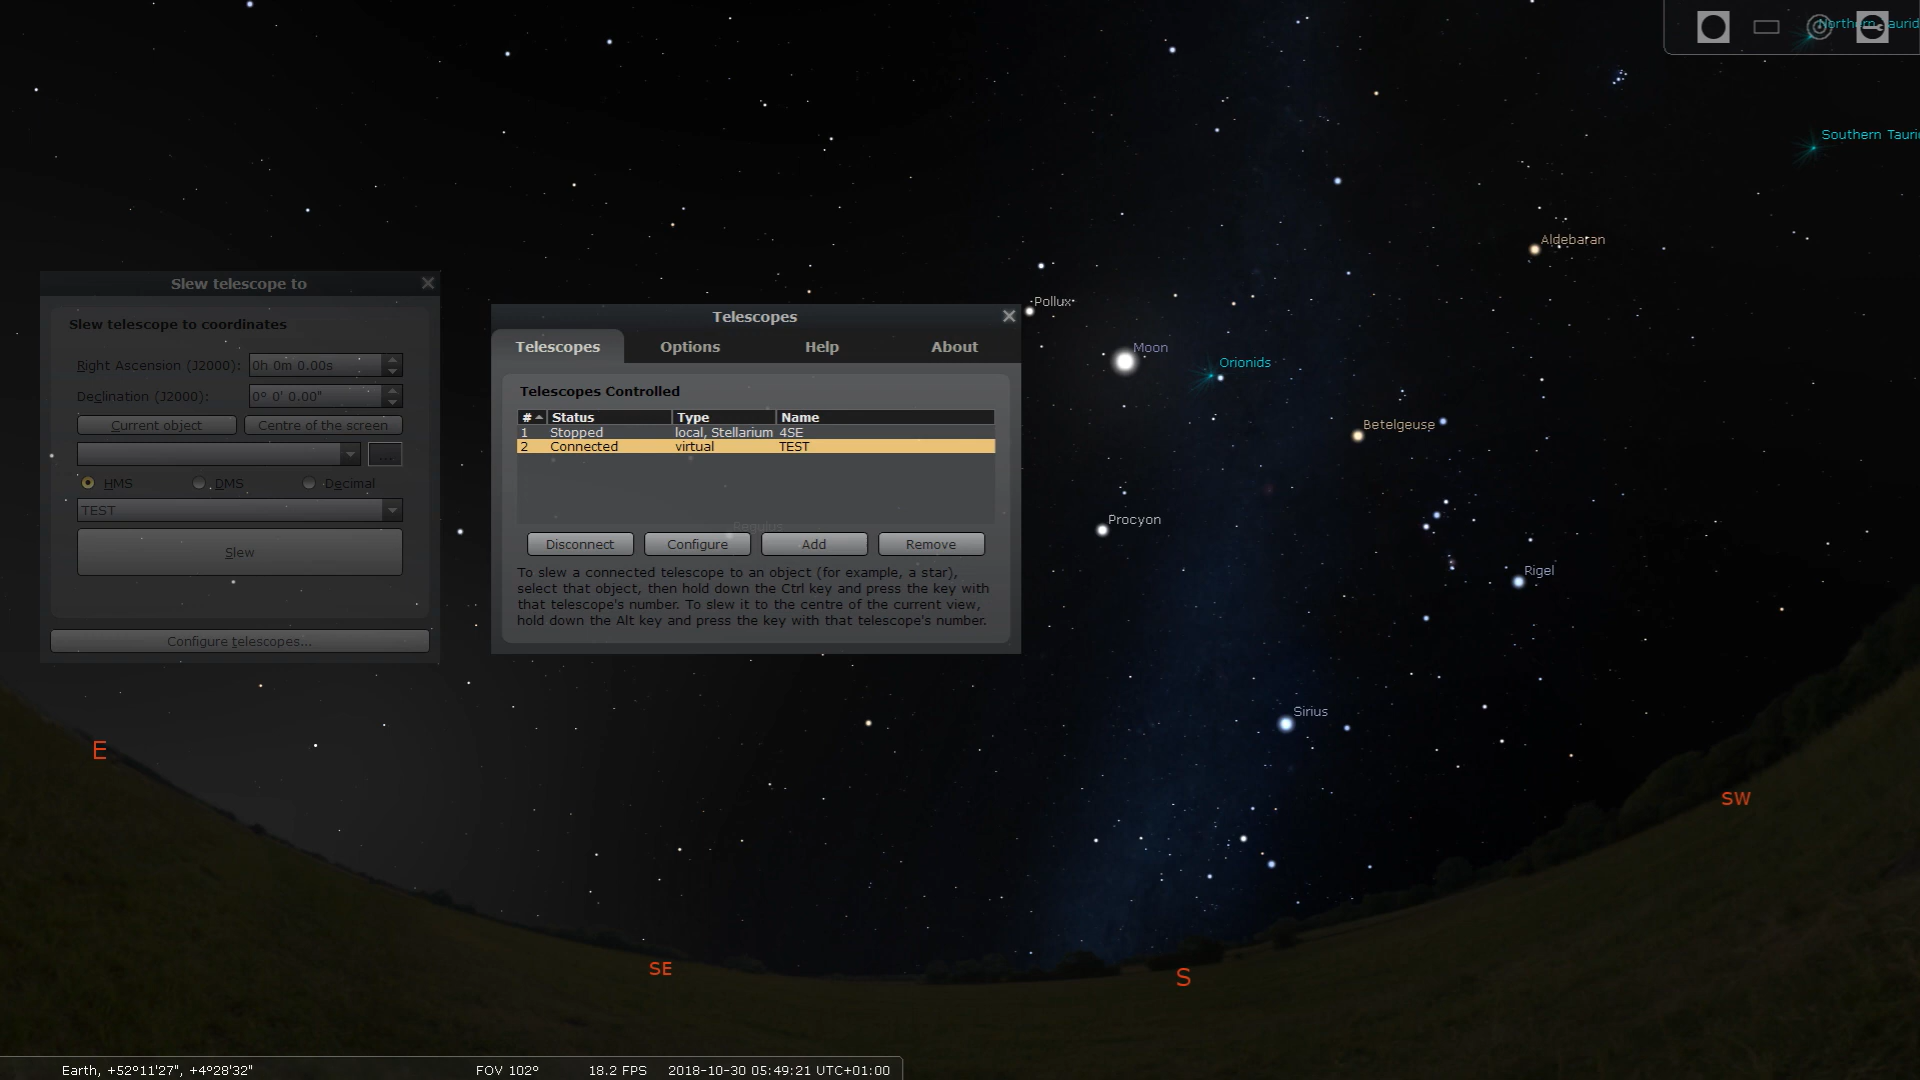 Northern Taurid
Southern Tauri
Aldebaran
Pollux
Moon
Orionids
Betelgeuse
Procyon
Rigel
Sirius
Slew telescope to
Slew telescope to coordinates
Right Ascension (J2000): 0h 0m 0.00s
Declination (J2000): 0° 0' 0.00"
Current object Centre of the screen
...
HMS DMS Decimal
TEST
Slew
Configure telescopes...
Telescopes
Telescopes Options Help About
Telescopes Controlled
# Status Type Name
1 Stopped local, Stellarium 4SE
2 Connected virtual TEST
Regulus
Disconnect Configure Add Remove
To slew a connected telescope to an object (for example, a star),
select that object, then hold down the Ctrl key and press the key with
that telescope's number. To slew it to the centre of the current view,
hold down the Alt key and press the key with that telescope's number.
E
SE
S
SW
Earth, +52°11'27", +4°28'32" FOV 102° 18.2 FPS 2018-10-30 05:49:21 UTC+01:00